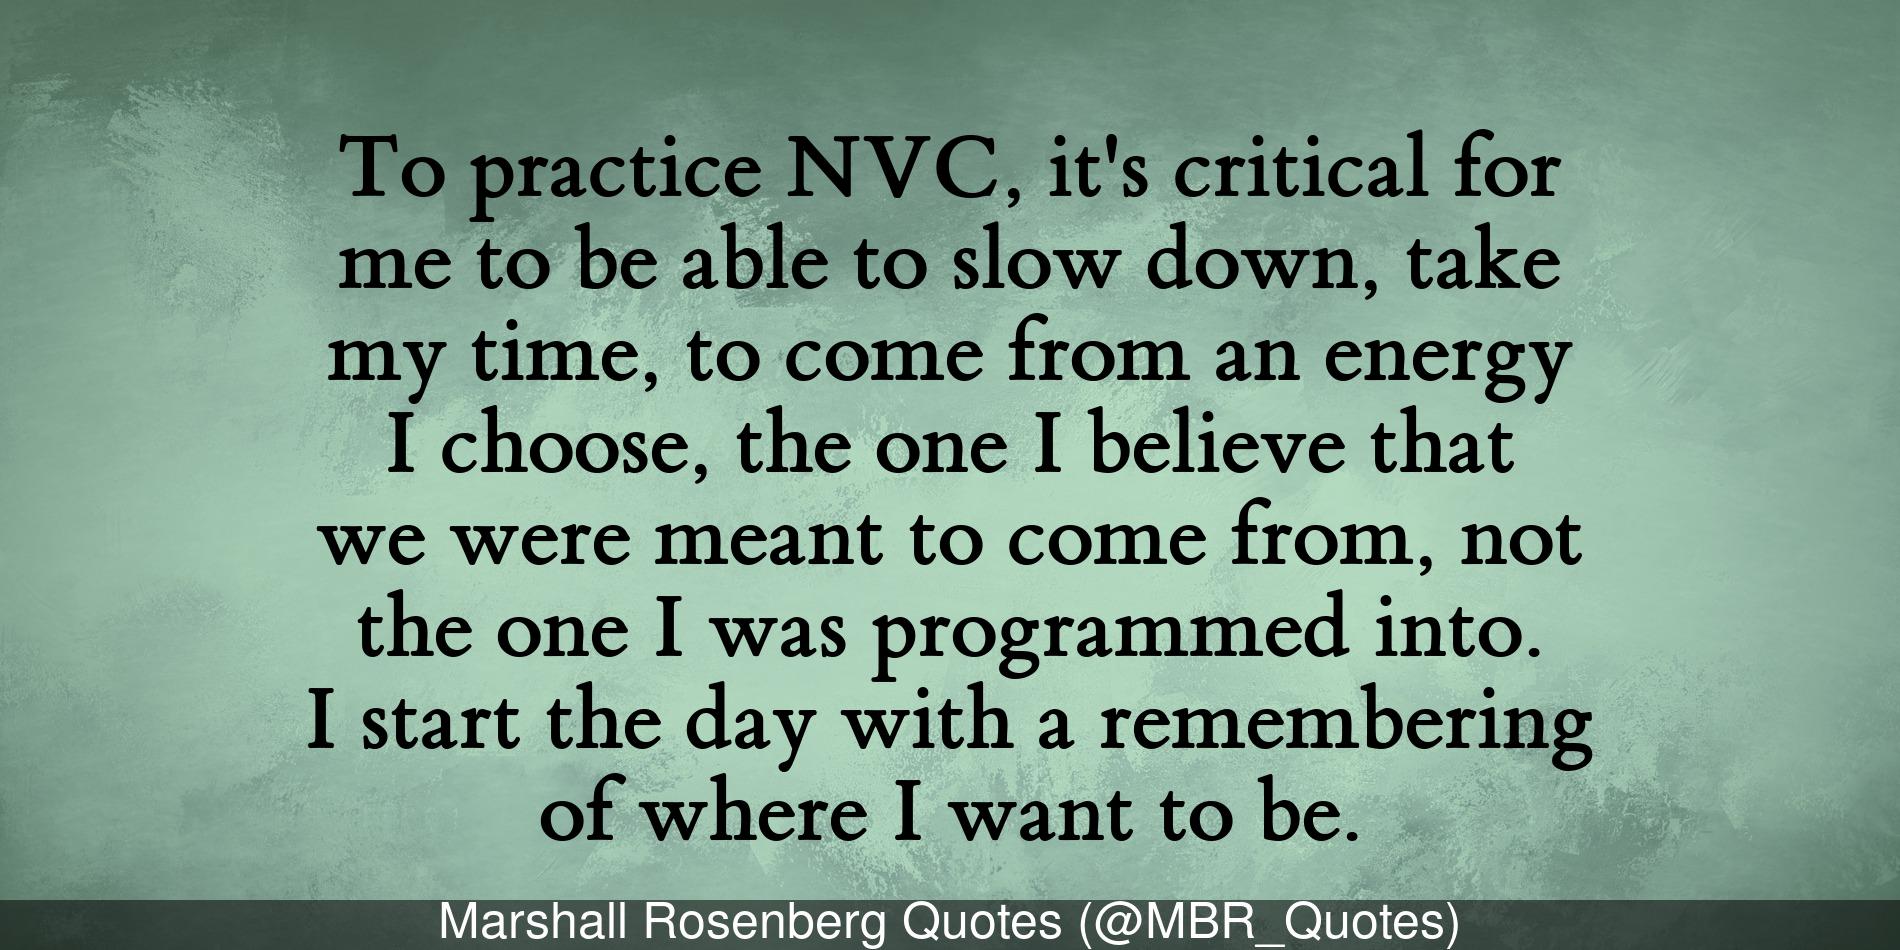 To practice NVC, it's critical for
me to be able to slow down, take
my time, to come from an energy
I choose, the one I believe that
we were meant to come from, not
the one I was programmed into.
I start the day with a remembering
of where I want to be.
Marshall Rosenberg Quotes (@MBR_Quotes)